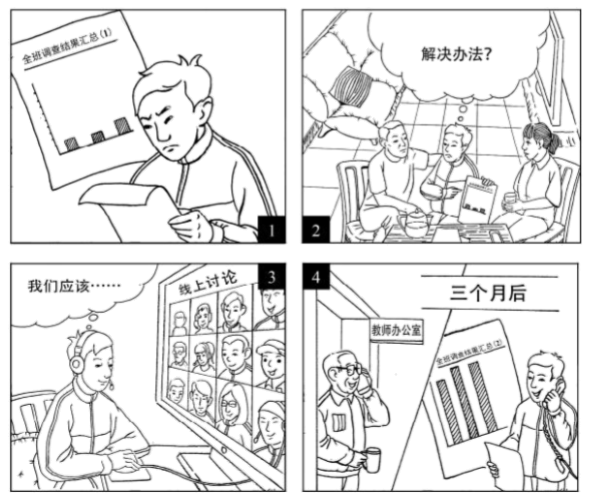 全班调查结果汇总(1)
1
解决办法?
2
我们应该……
线上讨论
3
4
三个月后
教师办公室
全班调查结果汇总(2)